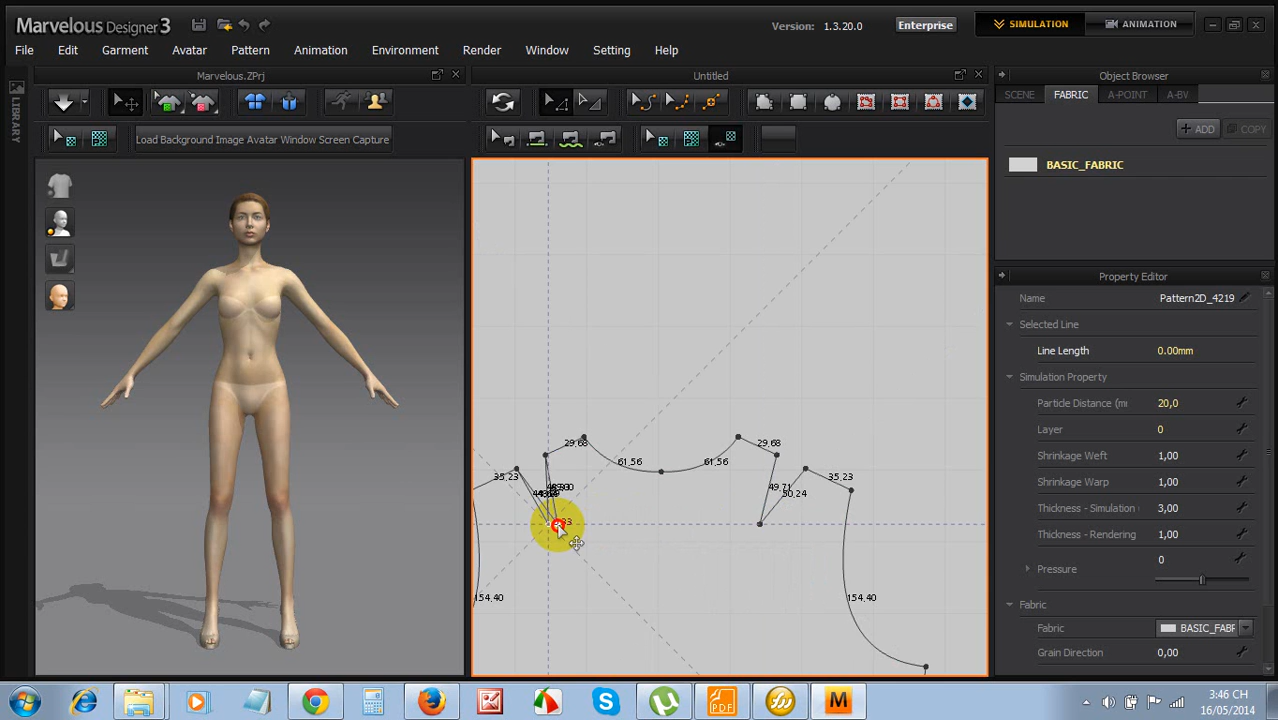 Marvelous Designer 3
Version: 1.3.20.0
Enterprise
SIMULATION
ANIMATION
File Edit Garment Avatar Pattern Animation Environment Render Window Setting Help
LIBRARY
Marvelous.ZPrj
Untitled
Object Browser
SCENE FABRIC A-POINT A-BV
ADD COPY
Load Background Image Avatar Window Screen Capture
BASIC_FABRIC
Property Editor
Name Pattern2D_4219
Selected Line
Line Length 0.00mm
Simulation Property
Particle Distance (m 20,0
Layer 0
Shrinkage Weft 1,00
Shrinkage Warp 1,00
Thickness - Simulation 3,00
Thickness - Rendering 1,00
Pressure 0
Fabric
Fabric BASIC_FABF
Grain Direction 0,00
29,68
29,68
61,56
61,56
35,23
35,23
49,71
50,24
154,40
154,40
PDF
M
3:46 CH
16/05/2014